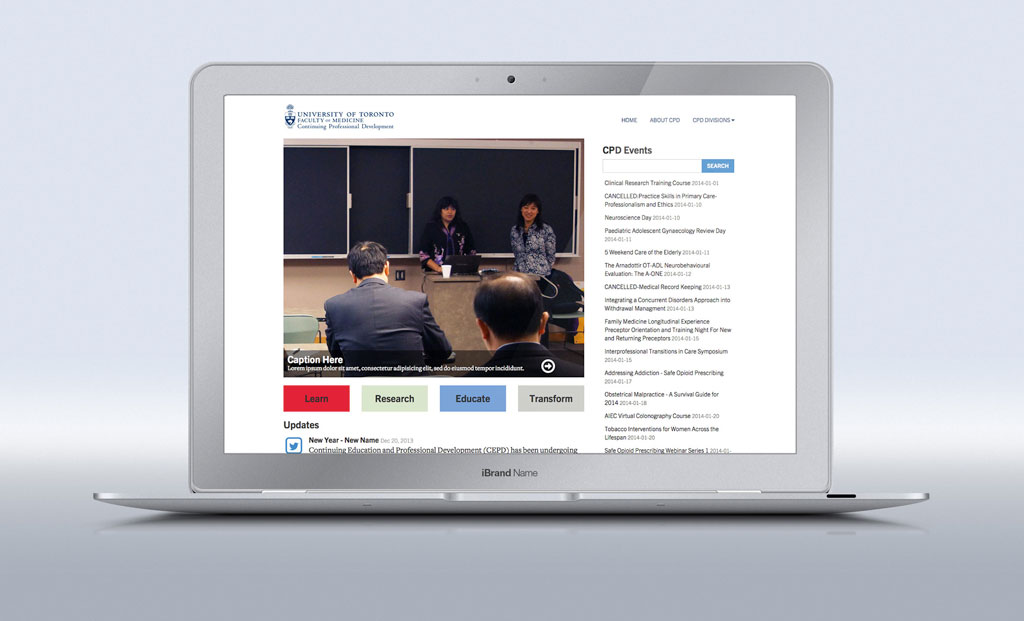 UNIVERSITY OF TORONTO
FACULTY OF MEDICINE
Continuing Professional Development
HOME ABOUT CPD CPD DIVISIONS
Caption Here
Lorem ipsum dolor sit amet, consectetur adipisicing elit, sed do eiusmod tempor incididunt.
Learn Research Educate Transform
Updates
New Year - New Name Dec 20, 2013
Continuing Education and Professional Development (CEPD) has been undergoing
CPD Events
SEARCH
Clinical Research Training Course 2014-01-01
CANCELLED-Practice Skills in Primary Care-
Professionalism and Ethics 2014-01-10
Neuroscience Day 2014-01-10
Paediatric Adolescent Gynaecology Review Day
2014-01-11
5 Weekend Care of the Elderly 2014-01-11
The Arnadottir OT-ADL Neurobehavioural
Evaluation: The A-ONE 2014-01-12
CANCELLED-Medical Record Keeping 2014-01-13
Integrating a Concurrent Disorders Approach into
Withdrawal Managment 2014-01-13
Family Medicine Longitudinal Experience
Preceptor Orientation and Training Night For New
and Returning Preceptors 2014-01-15
Interprofessional Transitions in Care Symposium
2014-01-15
Addressing Addiction - Safe Opioid Prescribing
2014-01-17
Obstetrical Malpractice - A Survival Guide for
2014 2014-01-18
AIEC Virtual Colonography Course 2014-01-20
Tobacco Interventions for Women Across the
Lifespan 2014-01-20
Safe Opioid Prescribing Webinar Series 1 2014-01-
iBrand Name